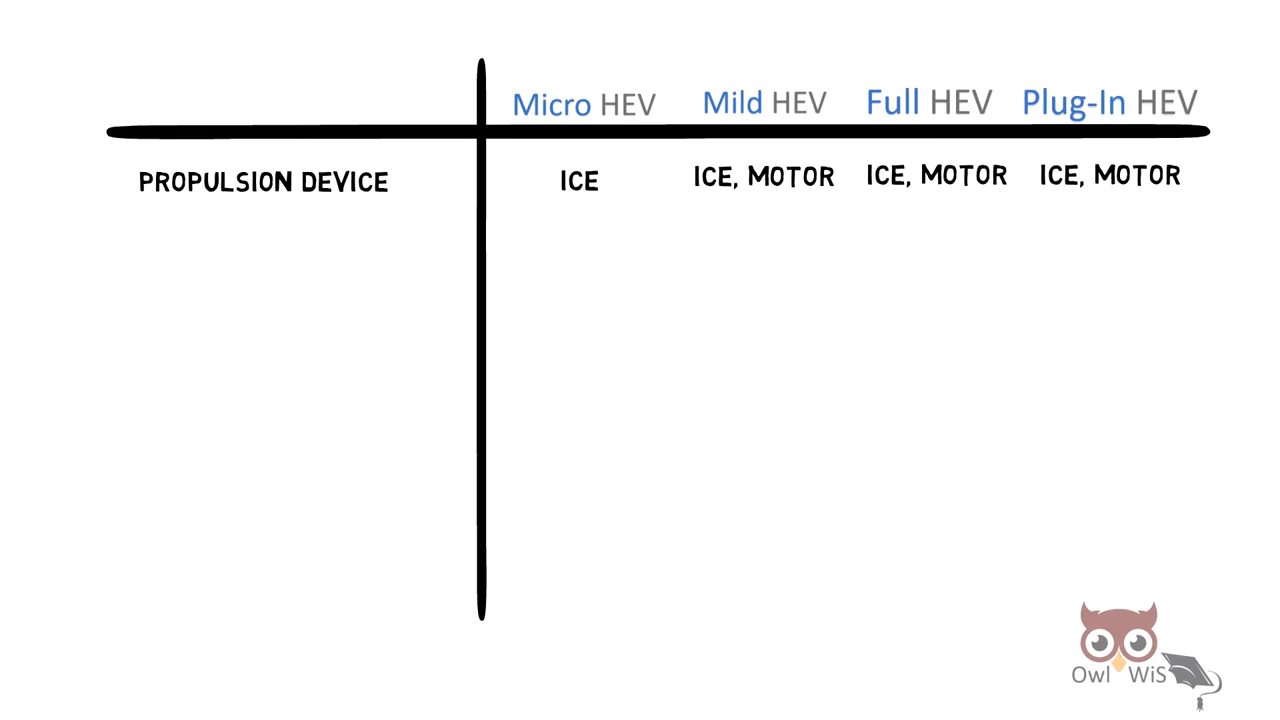 Micro HEV Mild HEV Full HEV Plug-In HEV
PROPULSION DEVICE ICE ICE, MOTOR ICE, MOTOR ICE, MOTOR
Owl WiS